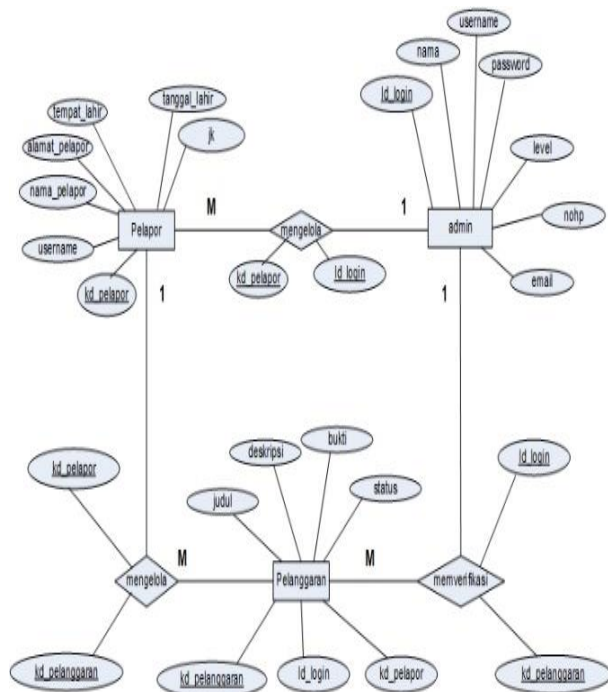 username
nama
password
tanggal_lahir
tempat_lahir
Id_login
jk
alamat_pelapor
level
nama_pelapor
M
1
nohp
Pelapor
mengelola
admin
username
kd_pelapor
Id_login
email
kd_pelapor
1
1
bukti
deskripsi
Id_login
kd_pelapor
status
judul
M
M
mengelola
Pelanggaran
memverifikasi
kd_pelanggaran
kd_pelanggaran
Id_login
kd_pelapor
kd_pelanggaran